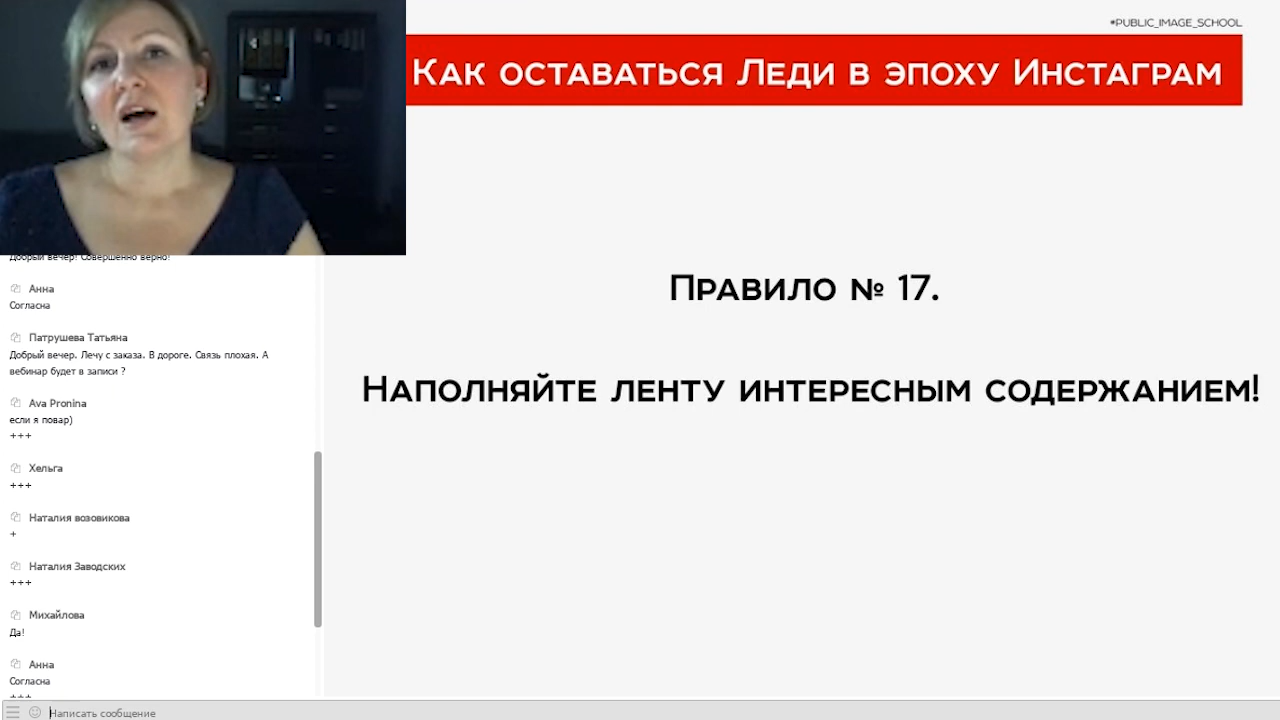 #PUBLIC_IMAGE_SCHOOL
Как оставаться Леди в эпоху Инстаграм
Правило № 17.
Наполняйте ленту интересным содержанием!
Добрый вечер! Совершенно верно!
Анна
Согласна
Патрушева Татьяна
Добрый вечер. Лечу с заказа. В дороге. Связь плохая. А
вебинар будет в записи ?
Ava Pronina
если я повар)
+++
Хельга
+++
Наталия возовикова
+
Наталия Заводских
+++
Михайлова
Да!
Анна
Согласна
+++
Написать сообщение